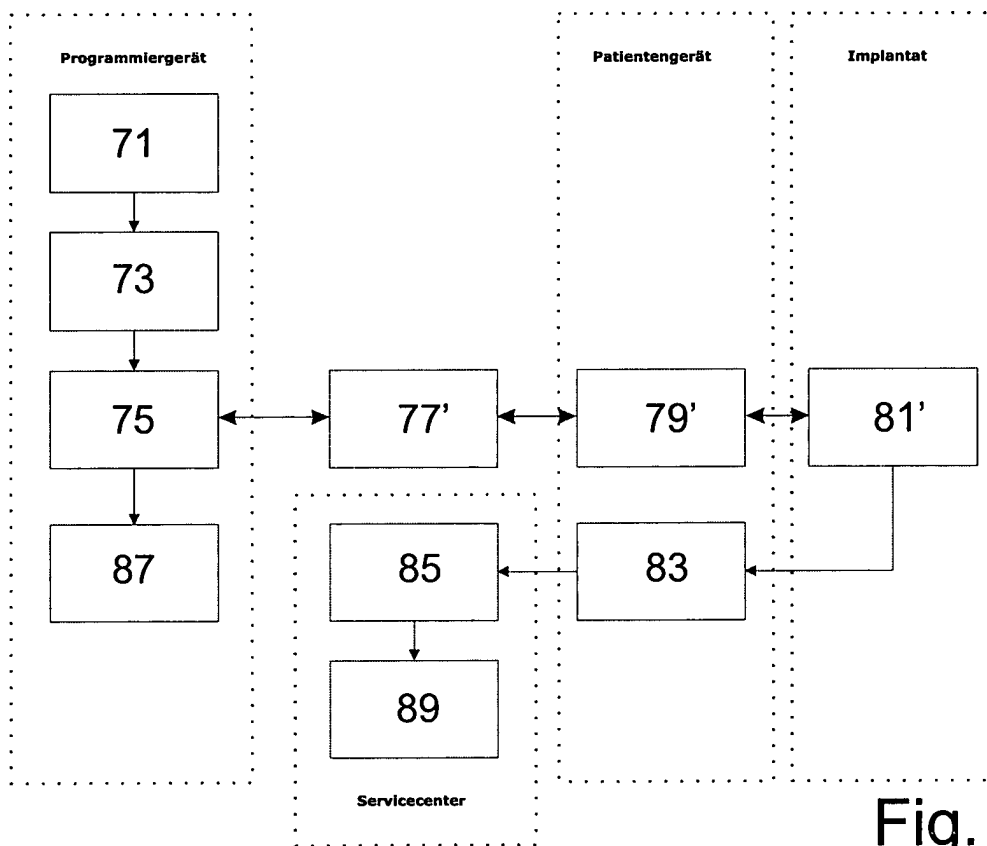 Programmiergerät
Patientengerät
Implantat
71
73
75
77’
79’
81’
87
85
83
89
Servicecenter
Fig.